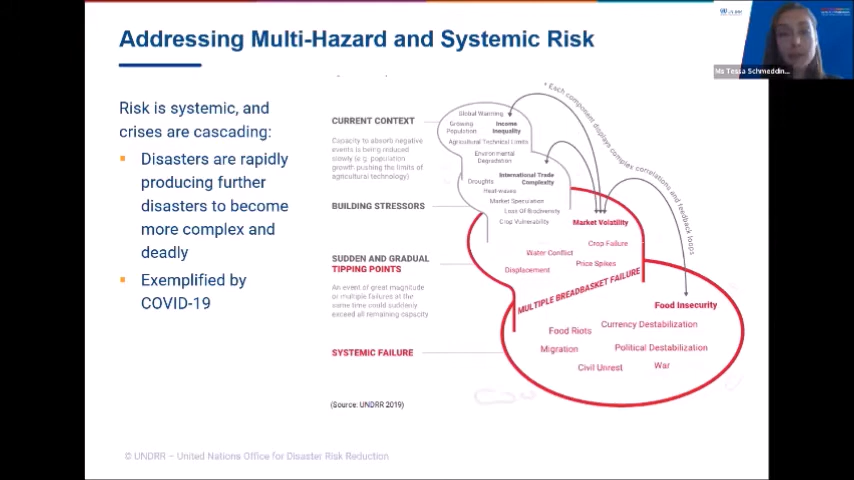 Addressing Multi-Hazard and Systemic Risk
Ms Tessa Schmeddin...
Risk is systemic, and
crises are cascading:
Disasters are rapidly
producing further
disasters to become
more complex and
deadly
Exemplified by
COVID-19
CURRENT CONTEXT
Capacity to absorb negative
events is being reduced
slowly (e.g. population
growth pushing the limits of
agricultural technology)
BUILDING STRESSORS
SUDDEN AND GRADUAL
TIPPING POINTS
An event of great magnitude
or multiple failures at the
same time could suddenly
exceed all remaining capacity
SYSTEMIC FAILURE
(Source: UNDRR 2019)
* Each component displays complex correlations and feedback loops
Global Warming
Growing
Population
Income
Inequality
Agricultural Technical Limits
Environmental
Degradation
International Trade
Complexity
Droughts
Heat-waves
Market Speculation
Loss Of Biodiversity
Crop Vulnerability
Market Volatility
Crop Failure
Water Conflict
Price Spikes
Displacement
MULTIPLE BREADBASKET FAILURE
Food Insecurity
Currency Destabilization
Food Riots
Political Destabilization
Migration
Civil Unrest
War
© UNDRR – United Nations Office for Disaster Risk Reduction